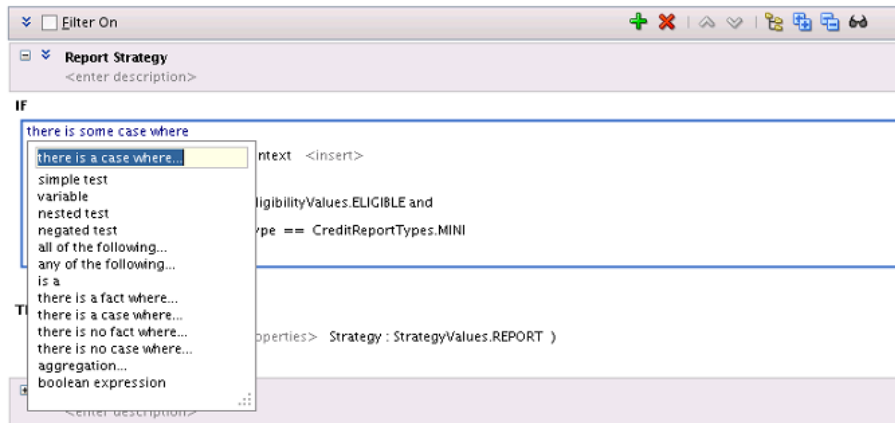 Filter On
Report Strategy
<enter description>
IF
there is some case where
there is a case where...
ntext <insert>
simple test
variable
ligibilityValues.ELIGIBLE and
nested test
negated test
ype == CreditReportTypes.MINI
all of the following...
any of the following...
is a
there is a fact where...
there is a case where...
there is no fact where...
operties> Strategy : StrategyValues.REPORT )
there is no case where...
aggregation...
boolean expression
<enter description>